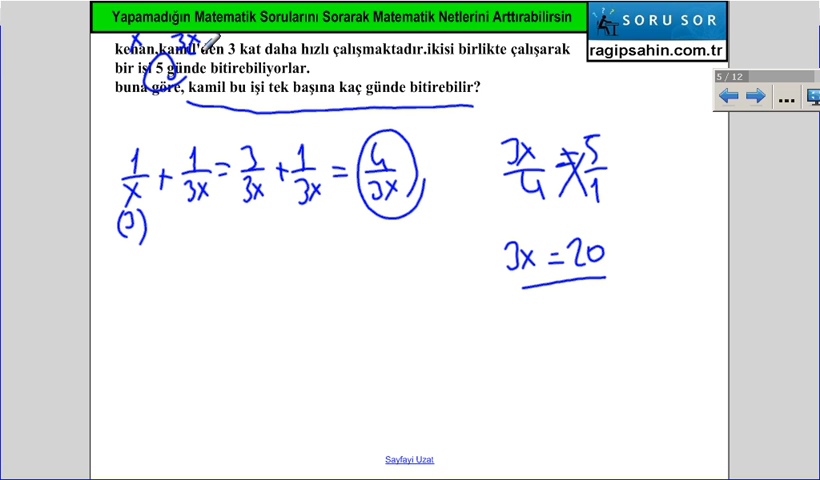 Yapamadığın Matematik Sorularını Sorarak Matematik Netlerini Arttırabilirsin
SORU SOR
ragipsahin.com.tr
5 / 12
x 3x
kenan,kamil'den 3 kat daha hızlı çalışmaktadır.ikisi birlikte çalışarak
bir işi 5 günde bitirebiliyorlar.
buna göre, kamil bu işi tek başına kaç günde bitirebilir?
1/x + 1/3x = 3/3x + 1/3x = 4/3x
(3)
3x/4 = 5/1
3x = 20
Sayfayi Uzat